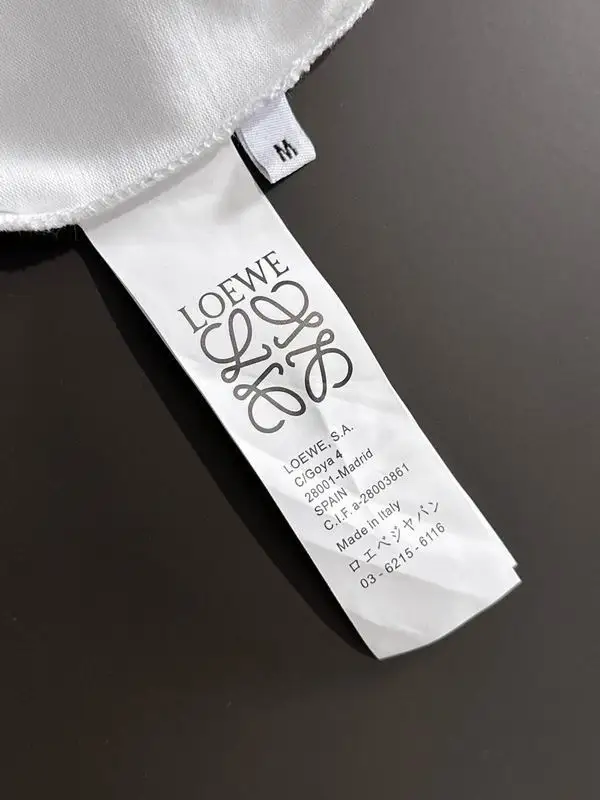 M
LOEWE
LOEWE, S.A.
C/Goya 4
28001-Madrid
SPAIN
C.I.F. a-28003861
Made in Italy
ロエベジヤパン
03-6215-6116